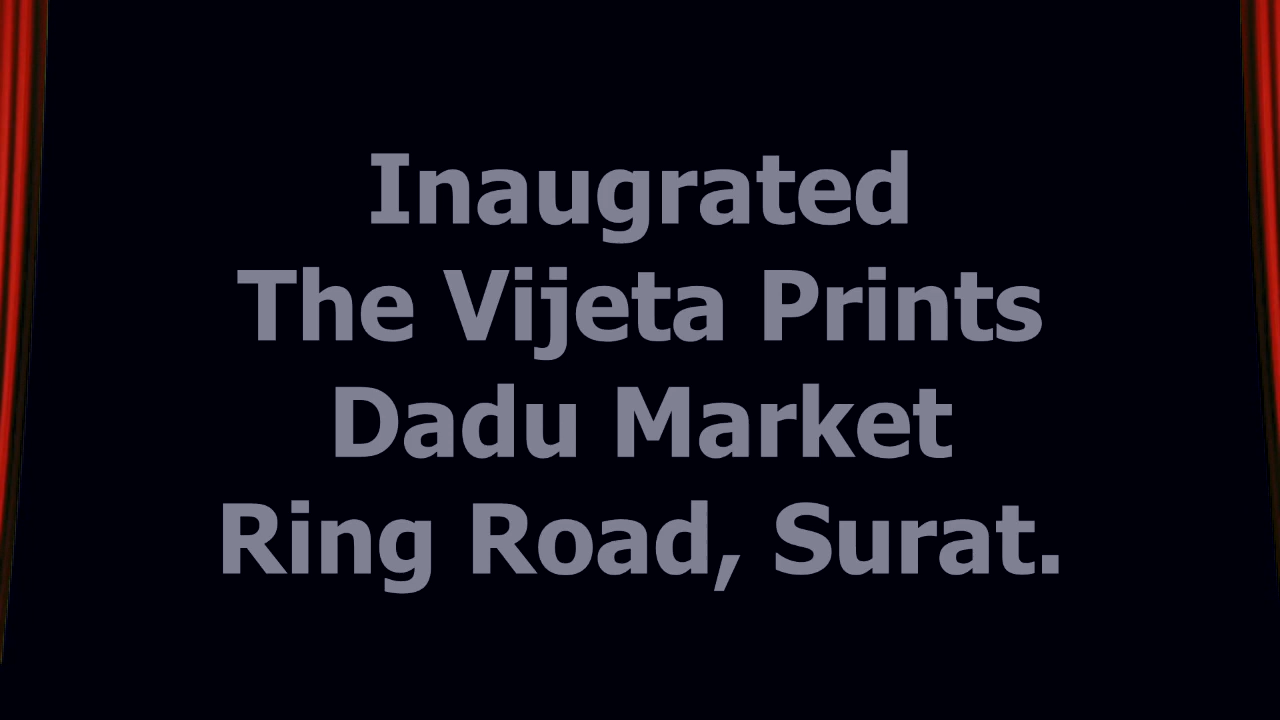 Inaugrated
The Vijeta Prints
Dadu Market
Ring Road, Surat.